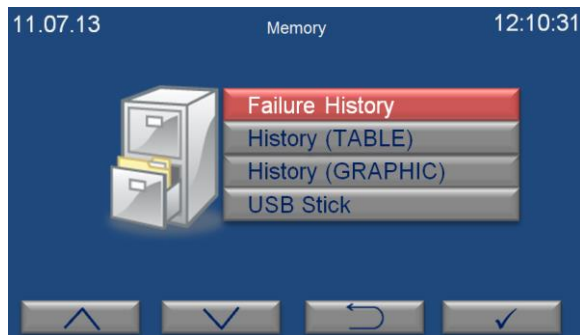 11.07.13 Memory 12:10:31
Failure History
History (TABLE)
History (GRAPHIC)
USB Stick